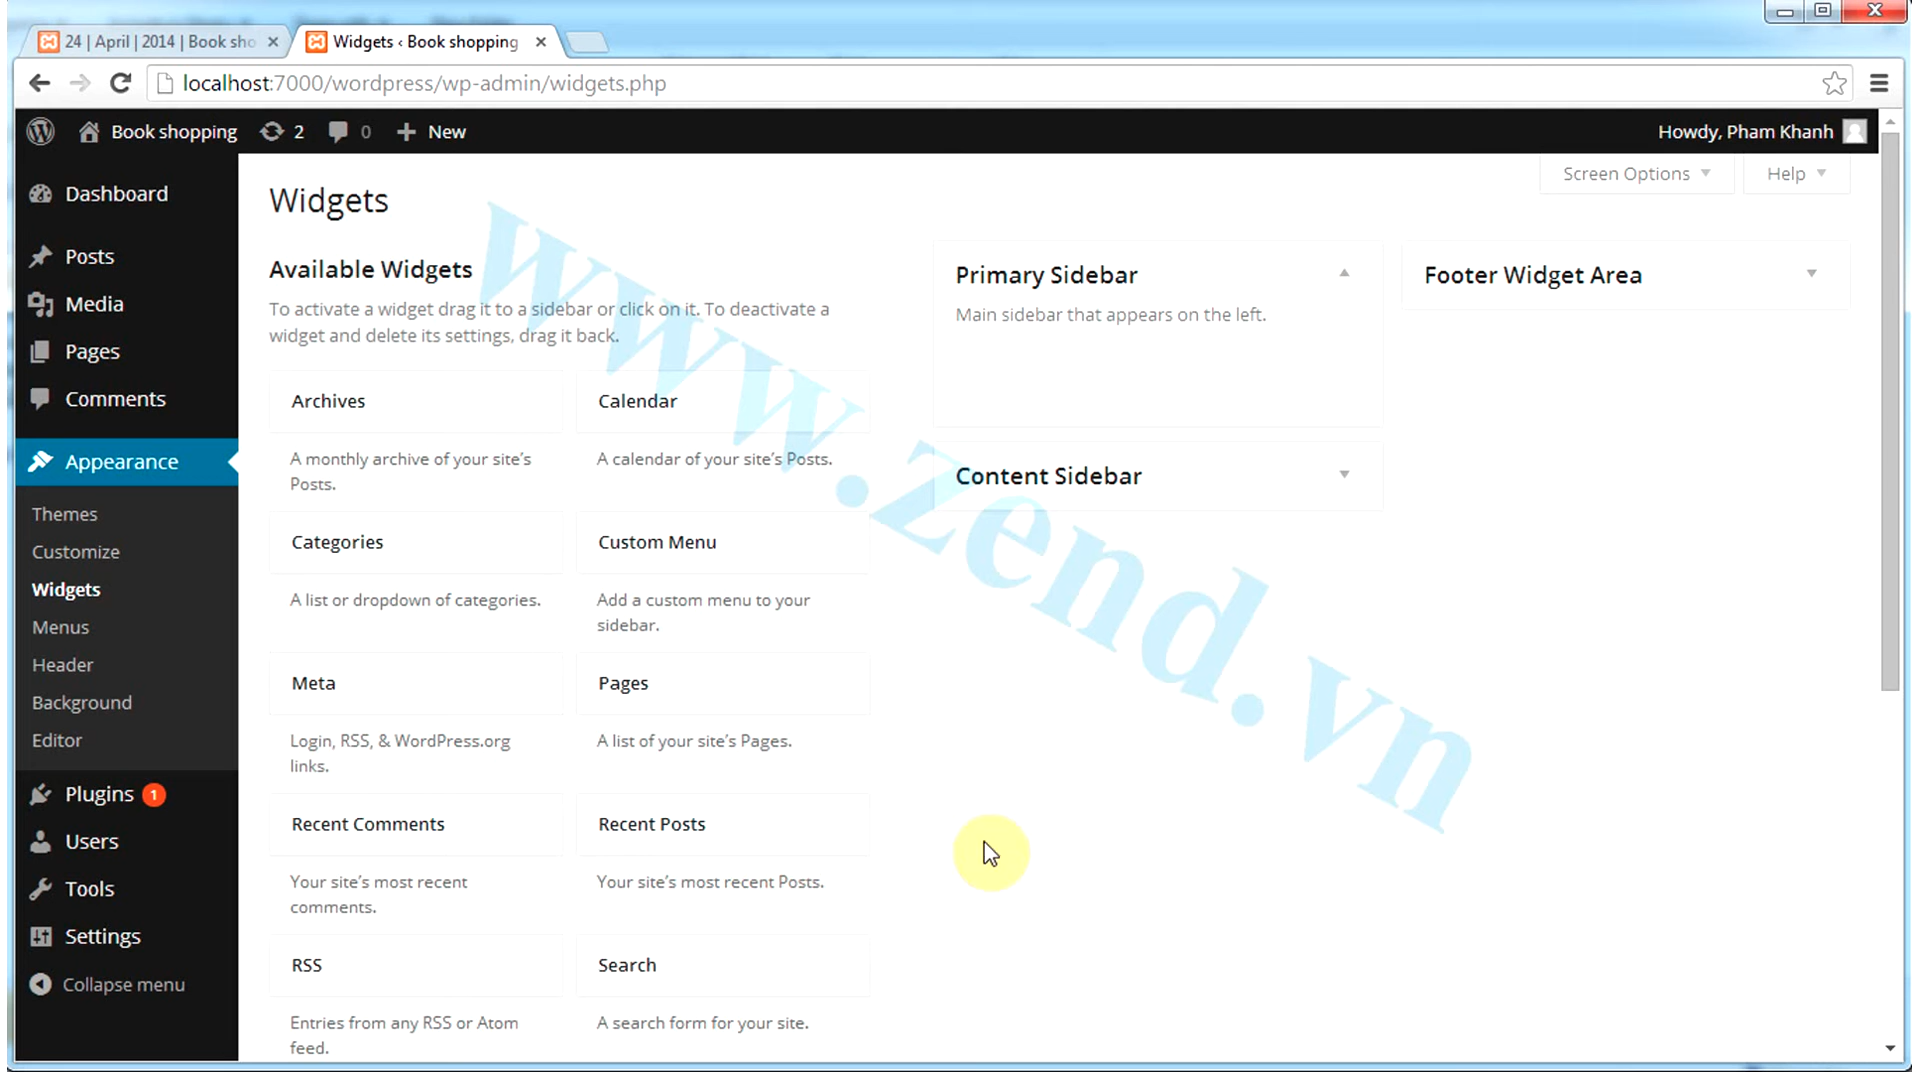 24 | April | 2014 | Book sho
Widgets ‹ Book shopping
localhost:7000/wordpress/wp-admin/widgets.php
Book shopping 2 0 New
Howdy, Pham Khanh
Screen Options
Help
Dashboard
Posts
Media
Pages
Comments
Appearance
Themes
Customize
Widgets
Menus
Header
Background
Editor
Plugins 1
Users
Tools
Settings
Collapse menu
Widgets
Available Widgets
To activate a widget drag it to a sidebar or click on it. To deactivate a
widget and delete its settings, drag it back.
Archives
A monthly archive of your site’s
Posts.
Calendar
A calendar of your site’s Posts.
Categories
A list or dropdown of categories.
Custom Menu
Add a custom menu to your
sidebar.
Meta
Login, RSS, & WordPress.org
links.
Pages
A list of your site’s Pages.
Recent Comments
Your site’s most recent
comments.
Recent Posts
Your site’s most recent Posts.
RSS
Entries from any RSS or Atom
feed.
Search
A search form for your site.
Primary Sidebar
Main sidebar that appears on the left.
Content Sidebar
Footer Widget Area
www.zend.vn